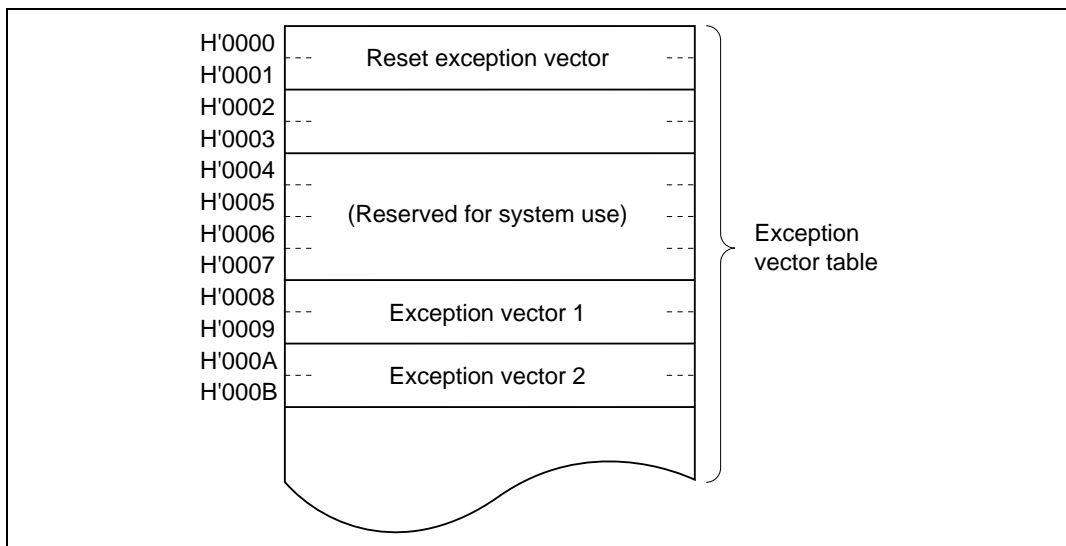 H'0000
H'0001
Reset exception vector
H'0002
H'0003
H'0004
H'0005
H'0006
H'0007
(Reserved for system use)
H'0008
H'0009
Exception vector 1
H'000A
H'000B
Exception vector 2
Exception
vector table